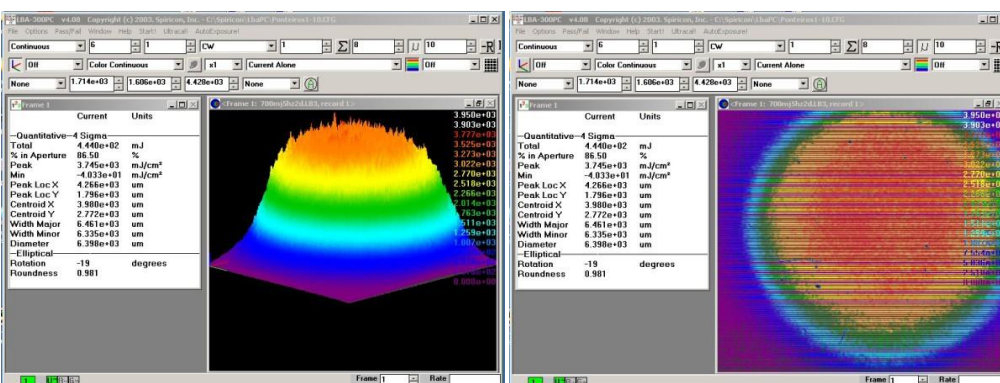 LBA-300PC v4.00 Copyright (c) 2003. Spiricon, Inc. - C:\Spiricon\LbaPC\Ponteiros1-10.CFG
File Options Pass/Fail Window Help Start! Ultracal! AutoExposure!
Continuous 6 1 CW 1 Σ 8 10 -R
Off Color Continuous x1 Current Alone Off
None 1.714e+03 1.606e+03 4.428e+03 None
Frame 1
Current Units
Quantitative 4 Sigma
Total 4.440e+02 mJ
% in Aperture 86.50 %
Peak 3.745e+03 mJ/cm²
Min -4.033e+01 mJ/cm²
Peak Loc X 4.266e+03 um
Peak Loc Y 1.796e+03 um
Centroid X 3.980e+03 um
Centroid Y 2.772e+03 um
Width Major 6.461e+03 um
Width Minor 6.335e+03 um
Diameter 6.398e+03 um
Elliptical
Rotation -19 degrees
Roundness 0.981
<Frame 1: 700mj5hz2d.LB3, record 1>
3.950e+03
3.903e+03
3.777e+03
3.525e+03
3.273e+03
3.022e+03
2.770e+03
2.518e+03
2.266e+03
2.014e+03
1.259e+03
1.007e+03
0.000e+00
Frame 1 Rate
LBA-300PC v4.00 Copyright (c) 2003. Spiricon, Inc. - C:\Spiricon\LbaPC\Ponteiros1-10.CFG
File Options Pass/Fail Window Help Start! Ultracal! AutoExposure!
Continuous 6 1 CW 1 Σ 8 10 -R
Off Color Continuous x1 Current Alone Off
None 1.714e+03 1.606e+03 4.428e+03 None
Frame 1
Current Units
Quantitative 4 Sigma
Total 4.440e+02 mJ
% in Aperture 86.50 %
Peak 3.745e+03 mJ/cm²
Min -4.033e+01 mJ/cm²
Peak Loc X 4.266e+03 um
Peak Loc Y 1.796e+03 um
Centroid X 3.980e+03 um
Centroid Y 2.772e+03 um
Width Major 6.461e+03 um
Width Minor 6.335e+03 um
Diameter 6.398e+03 um
Elliptical
Rotation -19 degrees
Roundness 0.981
<Frame 1: 700mj5hz2d.LB3, record 1>
3.950e+0
3.903e+0
Frame 1 Rate